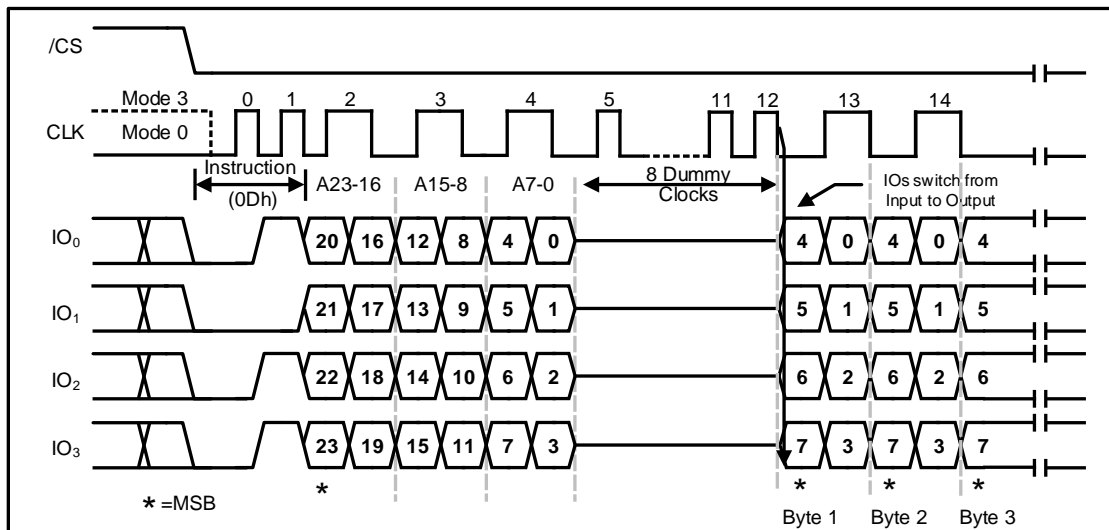 /CS
Mode 3 0 1 2 3 4 5 11 12 13 14
CLK Mode 0
Instruction
(0Dh)
A23-16 A15-8 A7-0
8 Dummy
Clocks
IOs switch from
Input to Output
IO0 20 16 12 8 4 0 4 0 4 0 4
IO1 21 17 13 9 5 1 5 1 5 1 5
IO2 22 18 14 10 6 2 6 2 6 2 6
IO3 23 19 15 11 7 3 7 3 7 3 7
* * * *
* =MSB
Byte 1 Byte 2 Byte 3